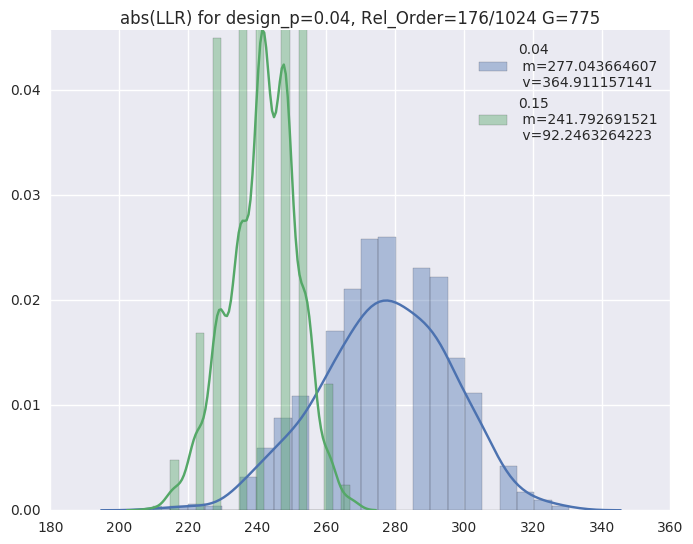 abs(LLR) for design_p=0.04, Rel_Order=176/1024 G=775
0.04
m=277.043664607
v=364.911157141
0.15
m=241.792691521
v=92.2463264223
0.04
0.03
0.02
0.01
0.00
180 200 220 240 260 280 300 320 340 360